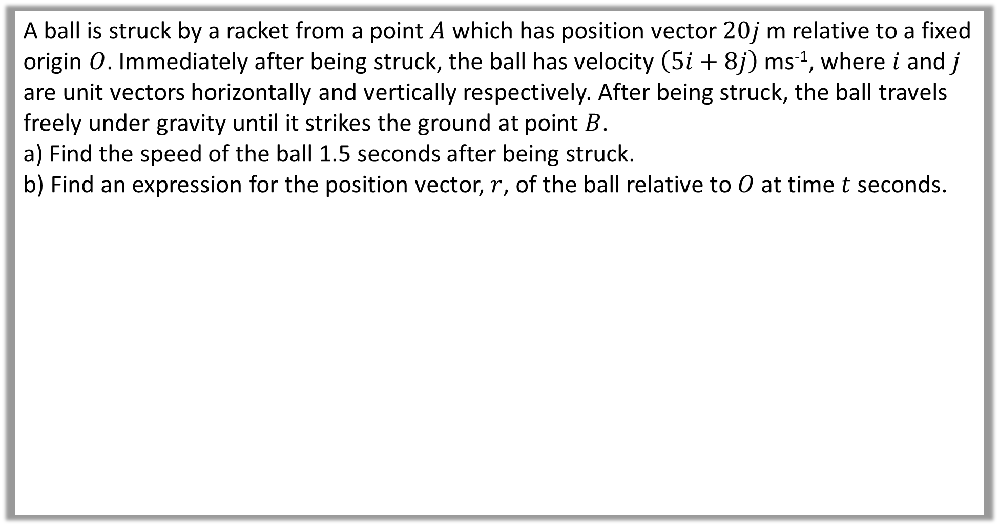 A ball is struck by a racket from a point A which has position vector 20j m relative to a fixed
origin O. Immediately after being struck, the ball has velocity (5i + 8j) ms⁻¹, where i and j
are unit vectors horizontally and vertically respectively. After being struck, the ball travels
freely under gravity until it strikes the ground at point B.
a) Find the speed of the ball 1.5 seconds after being struck.
b) Find an expression for the position vector, r, of the ball relative to O at time t seconds.